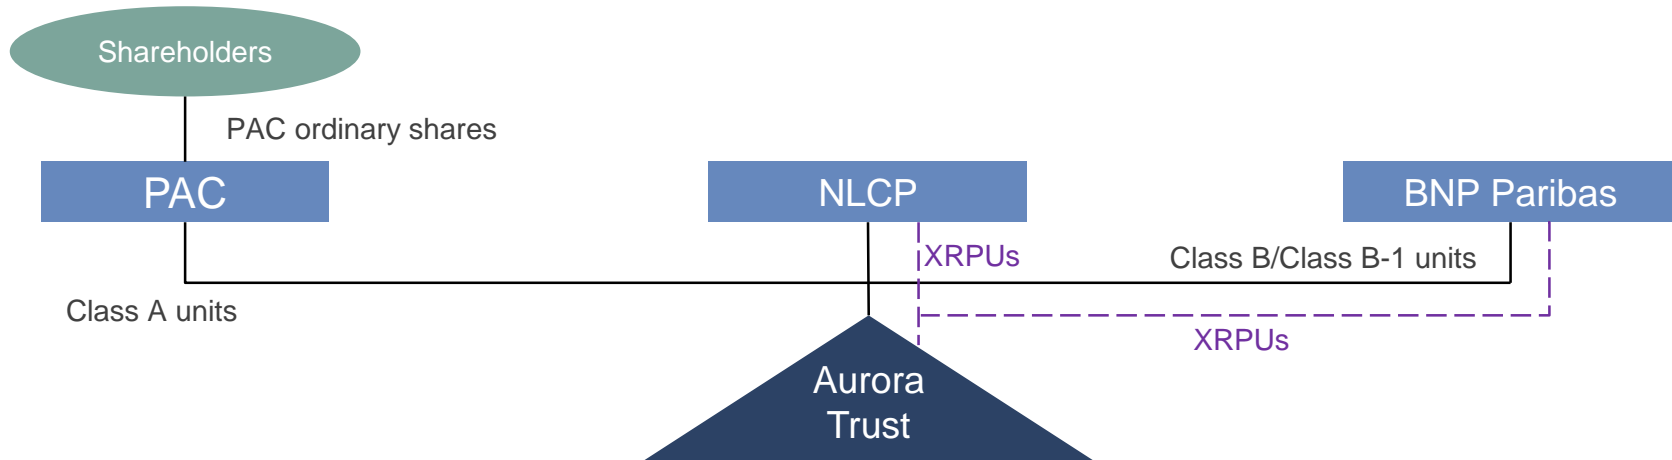 Shareholders
PAC ordinary shares
PAC
NLCP
BNP Paribas
XRPUs
Class B/Class B-1 units
Class A units
XRPUs
Aurora
Trust